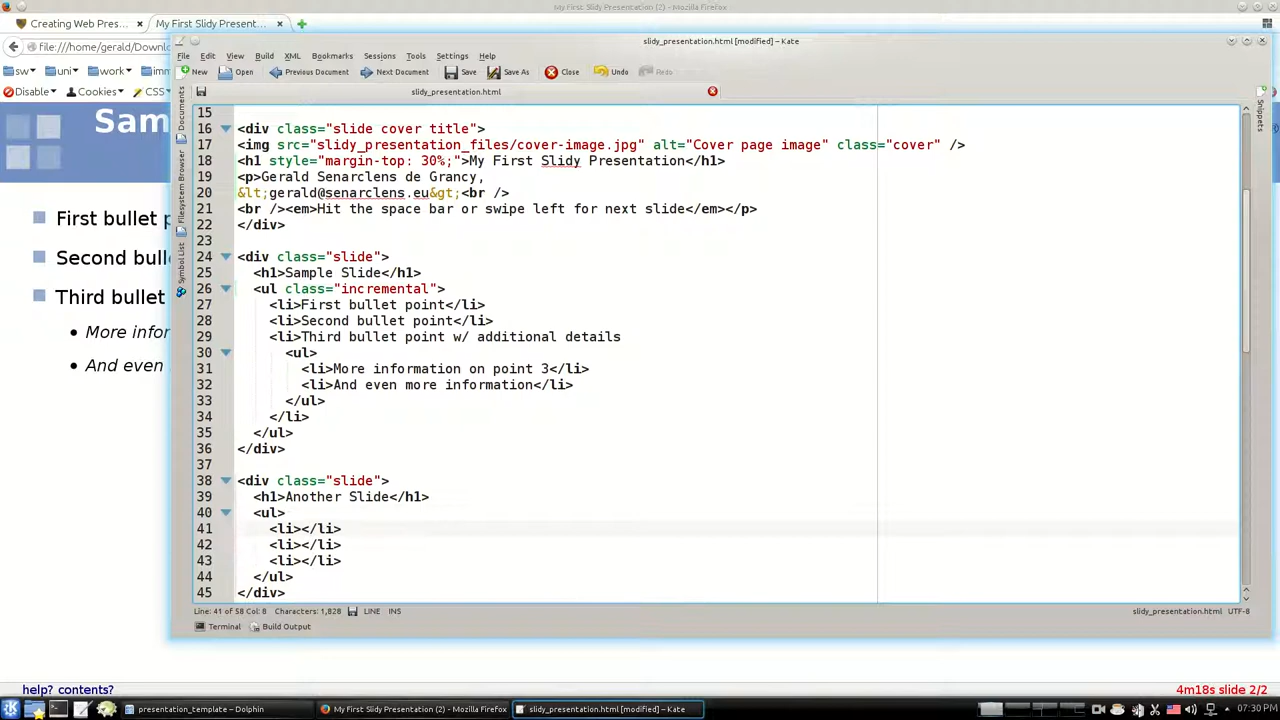 My First Slidy Presentation (2) - Mozilla Firefox
Creating Web Pres...
My First Slidy Present...
file:///home/gerald/Downlo
sw
uni
work
imm
Disable
Cookies
CSS
Sam
First bullet p
Second bull
Third bullet
More infor
And even
slidy_presentation.html [modified] – Kate
File Edit View Build XML Bookmarks Sessions Tools Settings Help
New Open Previous Document Next Document Save Save As Close Undo Redo
slidy_presentation.html
Documents
Filesystem Browser
Symbol List
Snippets
15
16 <div class="slide cover title">
17 <img src="slidy_presentation_files/cover-image.jpg" alt="Cover page image" class="cover" />
18 <h1 style="margin-top: 30%;">My First Slidy Presentation</h1>
19 <p>Gerald Senarclens de Grancy,
20 &lt;gerald@senarclens.eu&gt;<br />
21 <br /><em>Hit the space bar or swipe left for next slide</em></p>
22 </div>
23
24 <div class="slide">
25 <h1>Sample Slide</h1>
26 <ul class="incremental">
27 <li>First bullet point</li>
28 <li>Second bullet point</li>
29 <li>Third bullet point w/ additional details
30 <ul>
31 <li>More information on point 3</li>
32 <li>And even more information</li>
33 </ul>
34 </li>
35 </ul>
36 </div>
37
38 <div class="slide">
39 <h1>Another Slide</h1>
40 <ul>
41 <li></li>
42 <li></li>
43 <li></li>
44 </ul>
45 </div>
Line: 41 of 58 Col: 8 Characters: 1,828 LINE INS
slidy_presentation.html UTF-8
Terminal Build Output
help? contents?
4m18s slide 2/2
presentation_template – Dolphin
My First Slidy Presentation (2) - Mozilla Firefox
slidy_presentation.html [modified] – Kate
07:30 PM